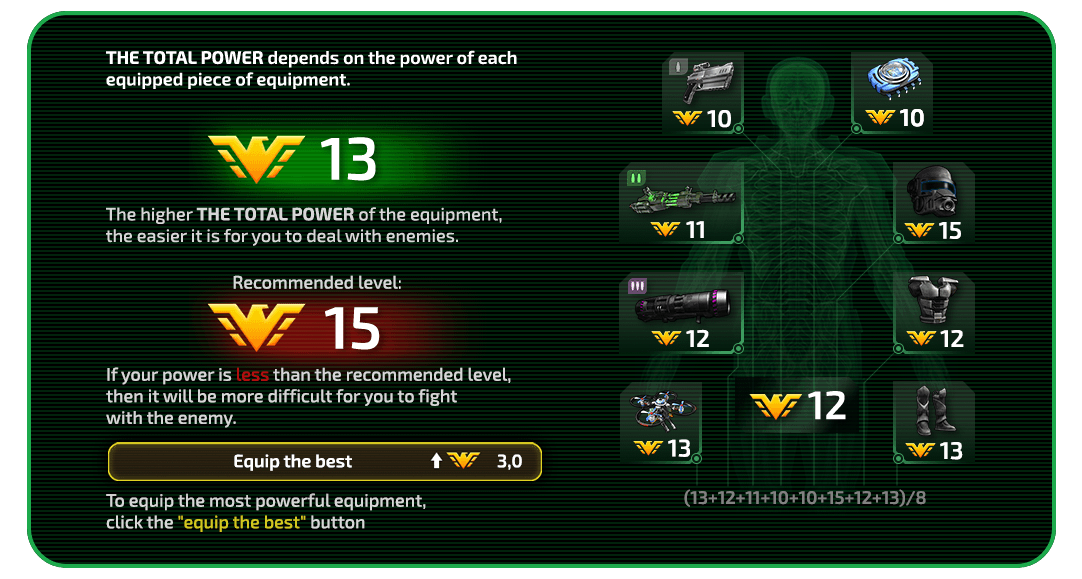 THE TOTAL POWER depends on the power of each
equipped piece of equipment.
13
The higher THE TOTAL POWER of the equipment,
the easier it is for you to deal with enemies.
Recommended level:
15
If your power is less than the recommended level,
then it will be more difficult for you to fight
with the enemy.
Equip the best 3,0
To equip the most powerful equipment,
click the "equip the best" button
10
10
11
15
12
12
13
12
13
(13+12+11+10+10+15+12+13)/8